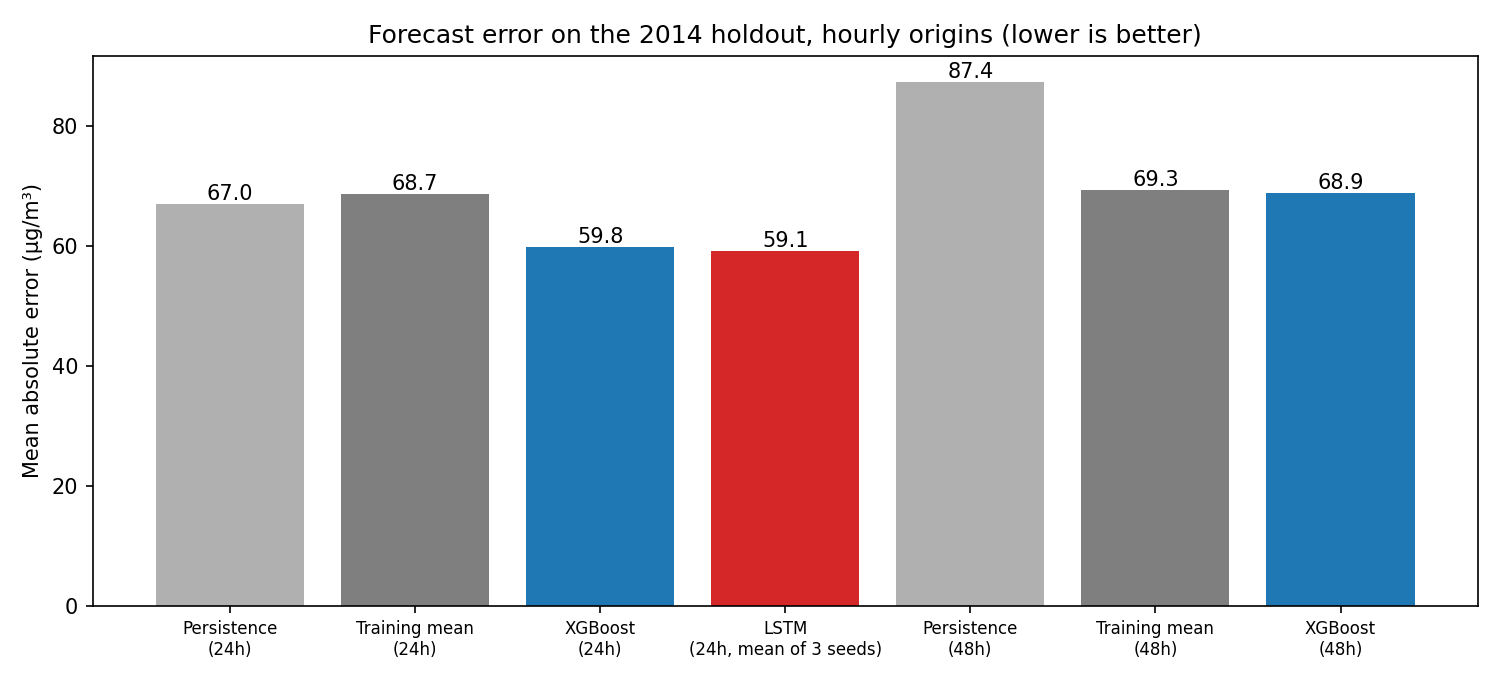 Forecast error on the 2014 holdout, hourly origins (lower is better)
Mean absolute error (µg/m³)
80
60
40
20
0
67.0
68.7
59.8
59.1
87.4
69.3
68.9
Persistence
(24h)
Training mean
(24h)
XGBoost
(24h)
LSTM
(24h, mean of 3 seeds)
Persistence
(48h)
Training mean
(48h)
XGBoost
(48h)